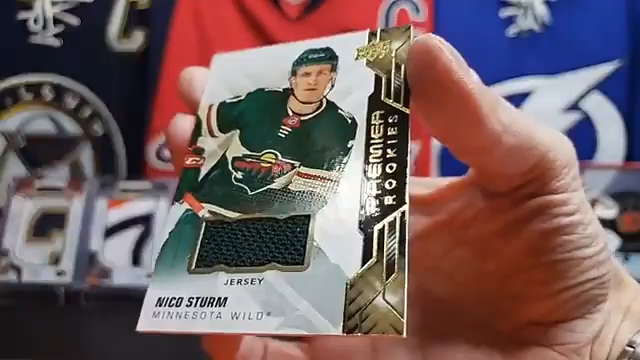 PREMIER
ROOKIES
JERSEY
NICO STURM
MINNESOTA WILD®